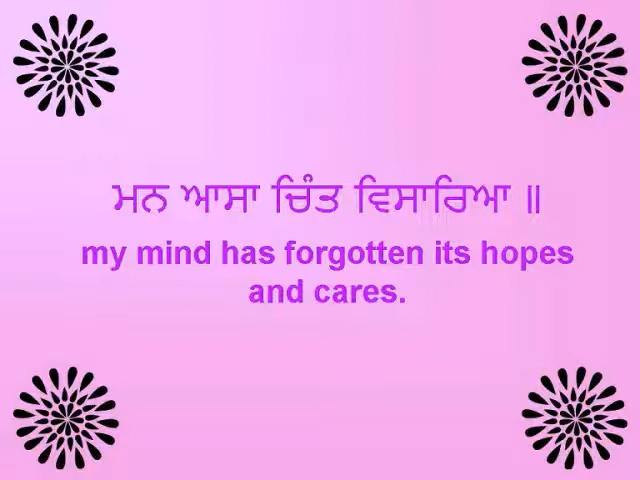 ਮਨ ਆਸਾ ਚਿੰਤ ਵਿਸਾਰਿਆ ॥
my mind has forgotten its hopes
and cares.